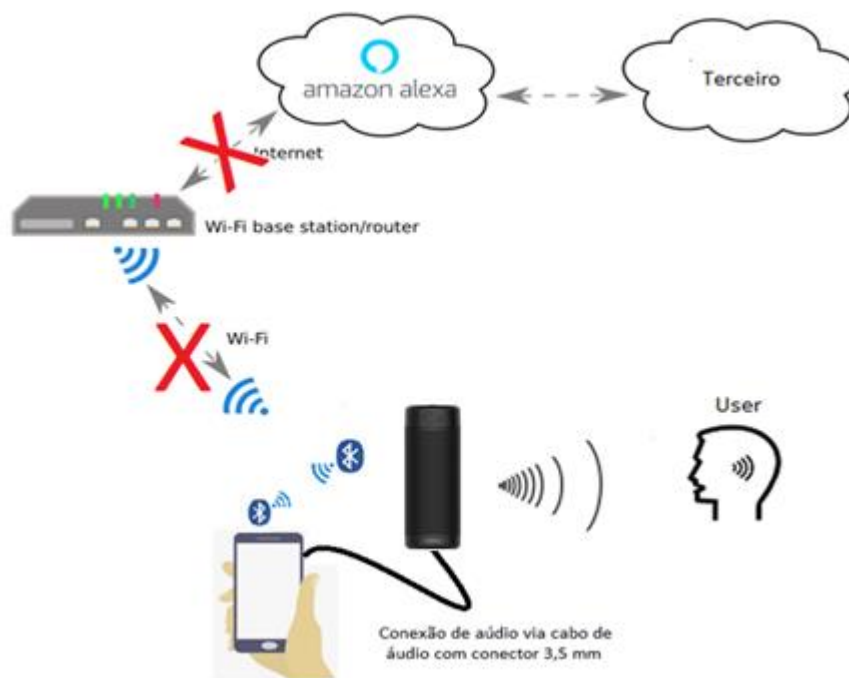 amazon alexa
Terceiro
Internet
Wi-Fi base station/router
Wi-Fi
User
Conexão de aúdio via cabo de
áudio com conector 3,5 mm